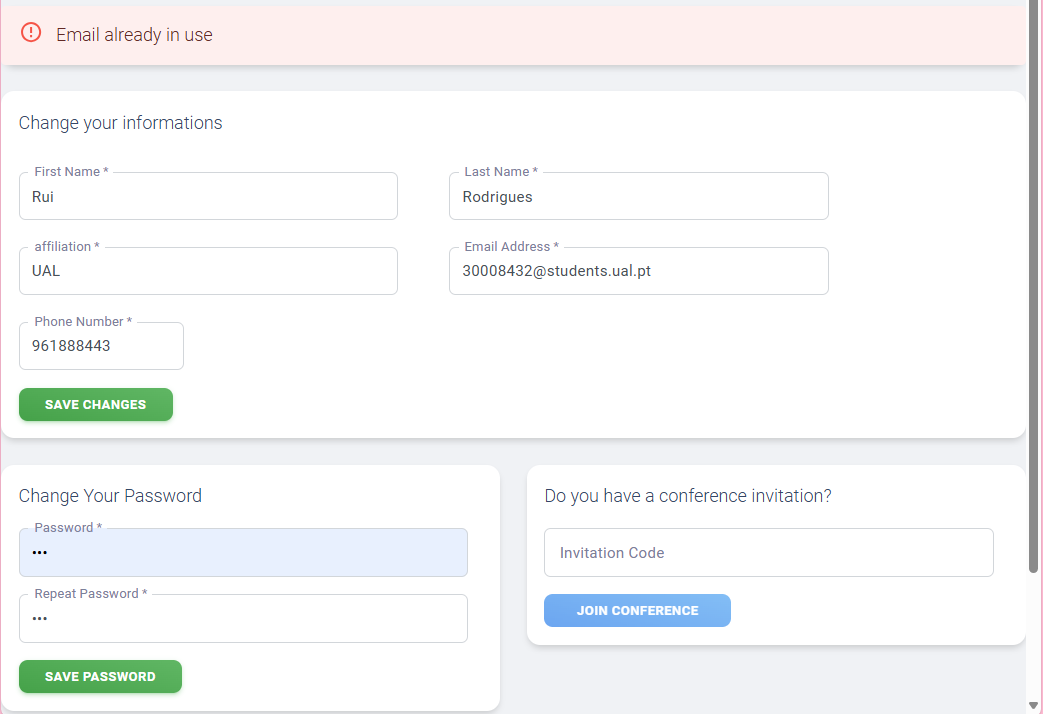 Email already in use
Change your informations
First Name *
Rui
Last Name *
Rodrigues
affiliation *
UAL
Email Address *
30008432@students.ual.pt
Phone Number *
961888443
SAVE CHANGES
Change Your Password
Password *
•••
Repeat Password *
•••
SAVE PASSWORD
Do you have a conference invitation?
Invitation Code
JOIN CONFERENCE